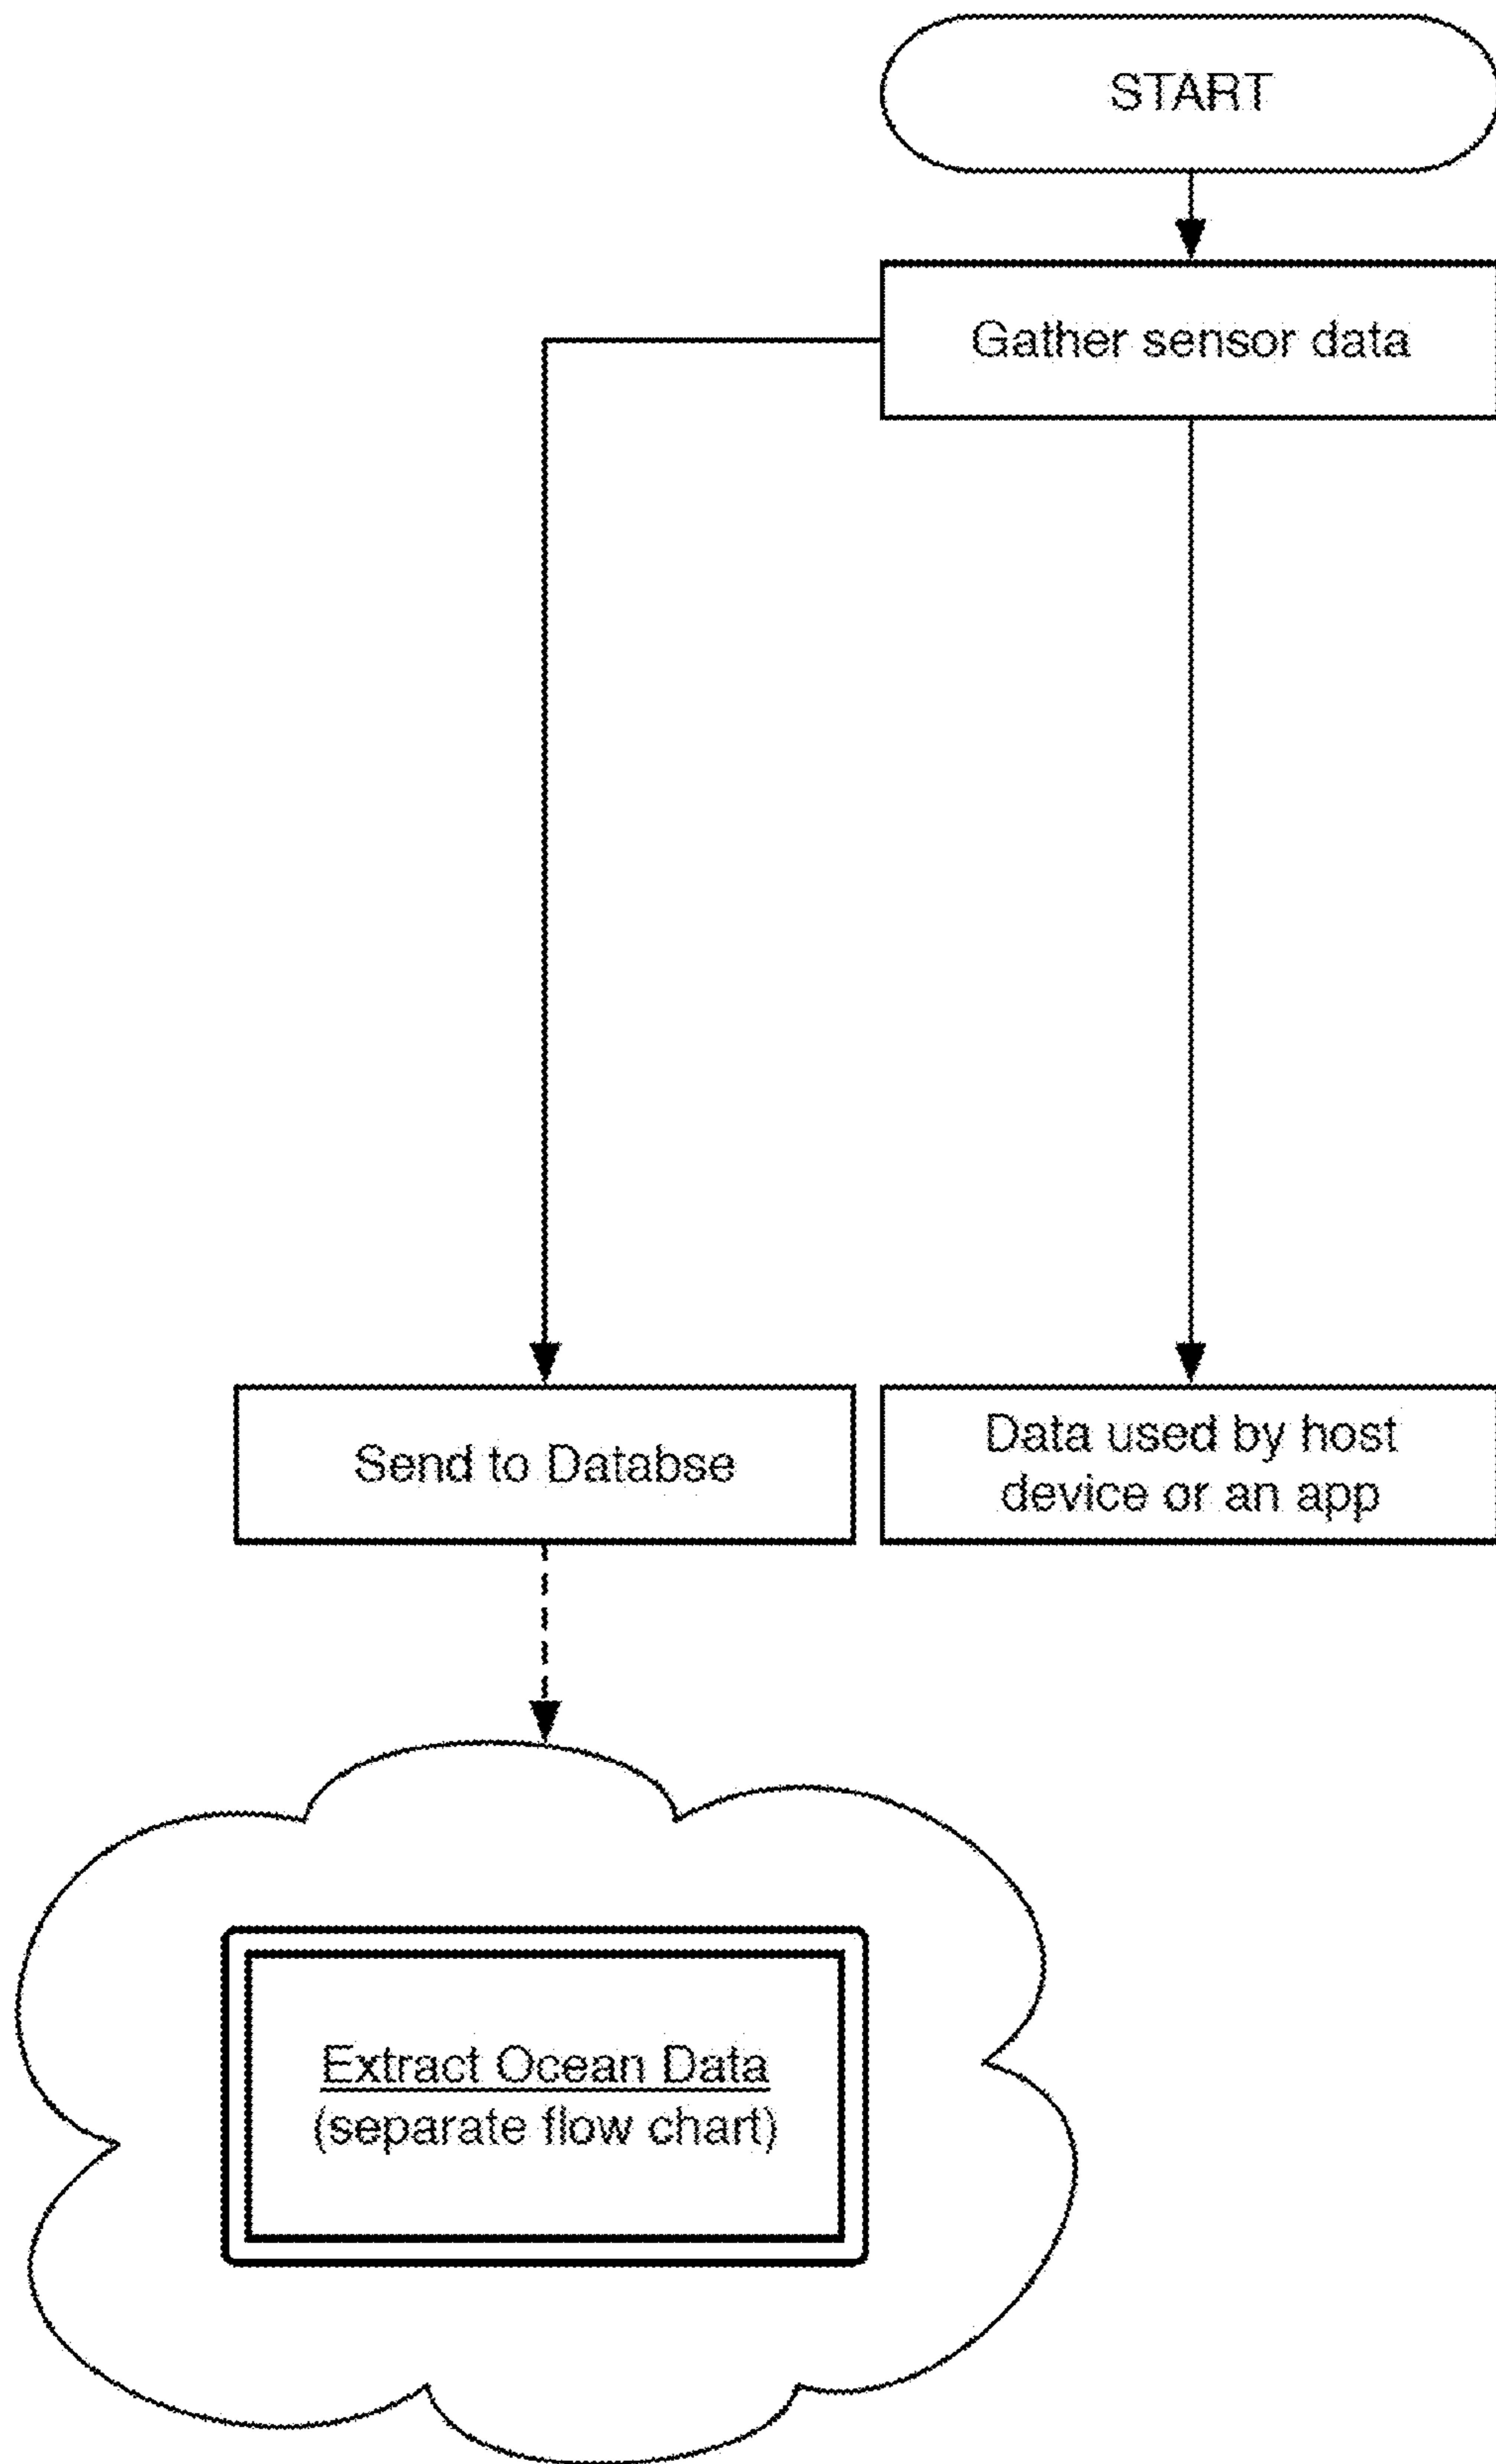 START
Gather sensor data
Send to Databse
Data used by host
device or an app
Extract Ocean Data
(separate flow chart)